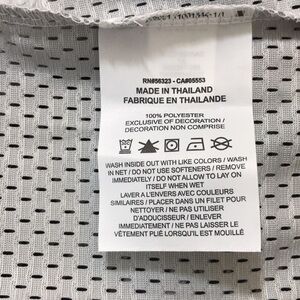 RN#56323 - CA#05553
MADE IN THAILAND
FABRIQUE EN THAILANDE
100% POLYESTER
EXCLUSIVE OF DECORATION /
DECORATION NON COMPRISE
WASH INSIDE OUT WITH LIKE COLORS / WASH
IN NET / DO NOT USE SOFTENERS / REMOVE
IMMEDIATELY / DO NOT ALLOW TO LAY ON
ITSELF WHEN WET
LAVER A L'ENVERS AVEC COULEURS
SIMILAIRES / PLACER DANS UN FILET POUR
NETTOYER / NE PAS UTILISER
D'ADOUCISSEUR / ENLEVER
IMMEDIATEMENT / NE PAS LAISSER LE
VÊTEMENT PLIÉ LORSQU'IL EST MOUILLÉ